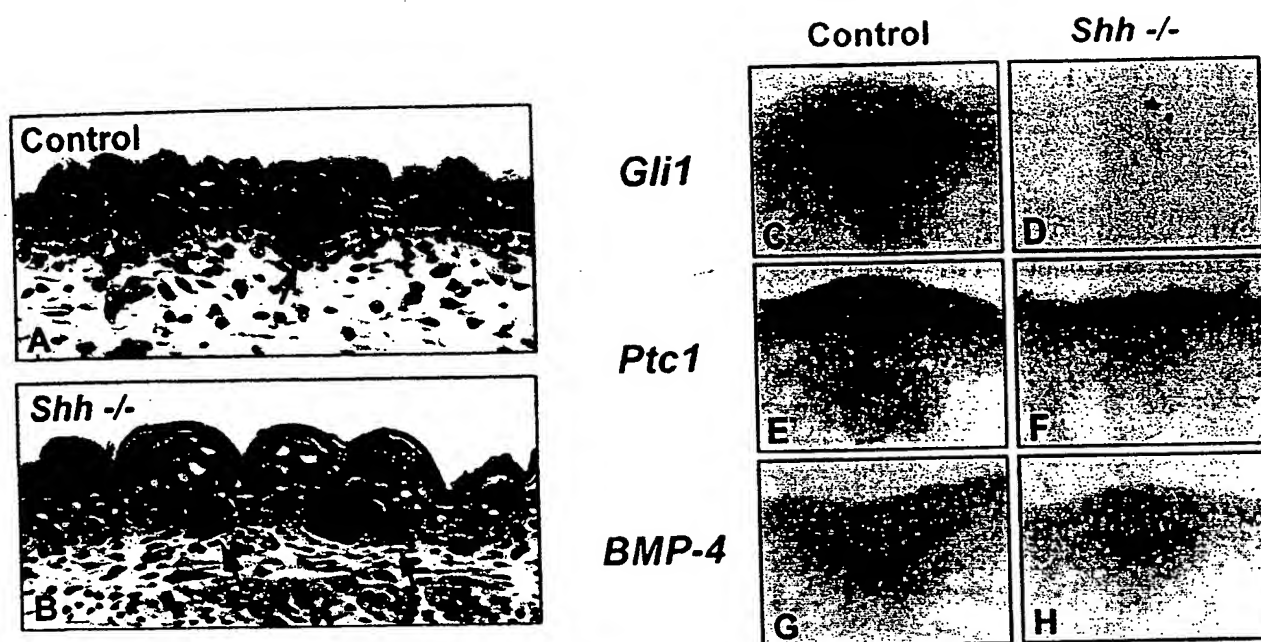 Control
A
Shh -/-
B
Control Shh -/-
Gli1
C D
Ptc1
E F
BMP-4
G H